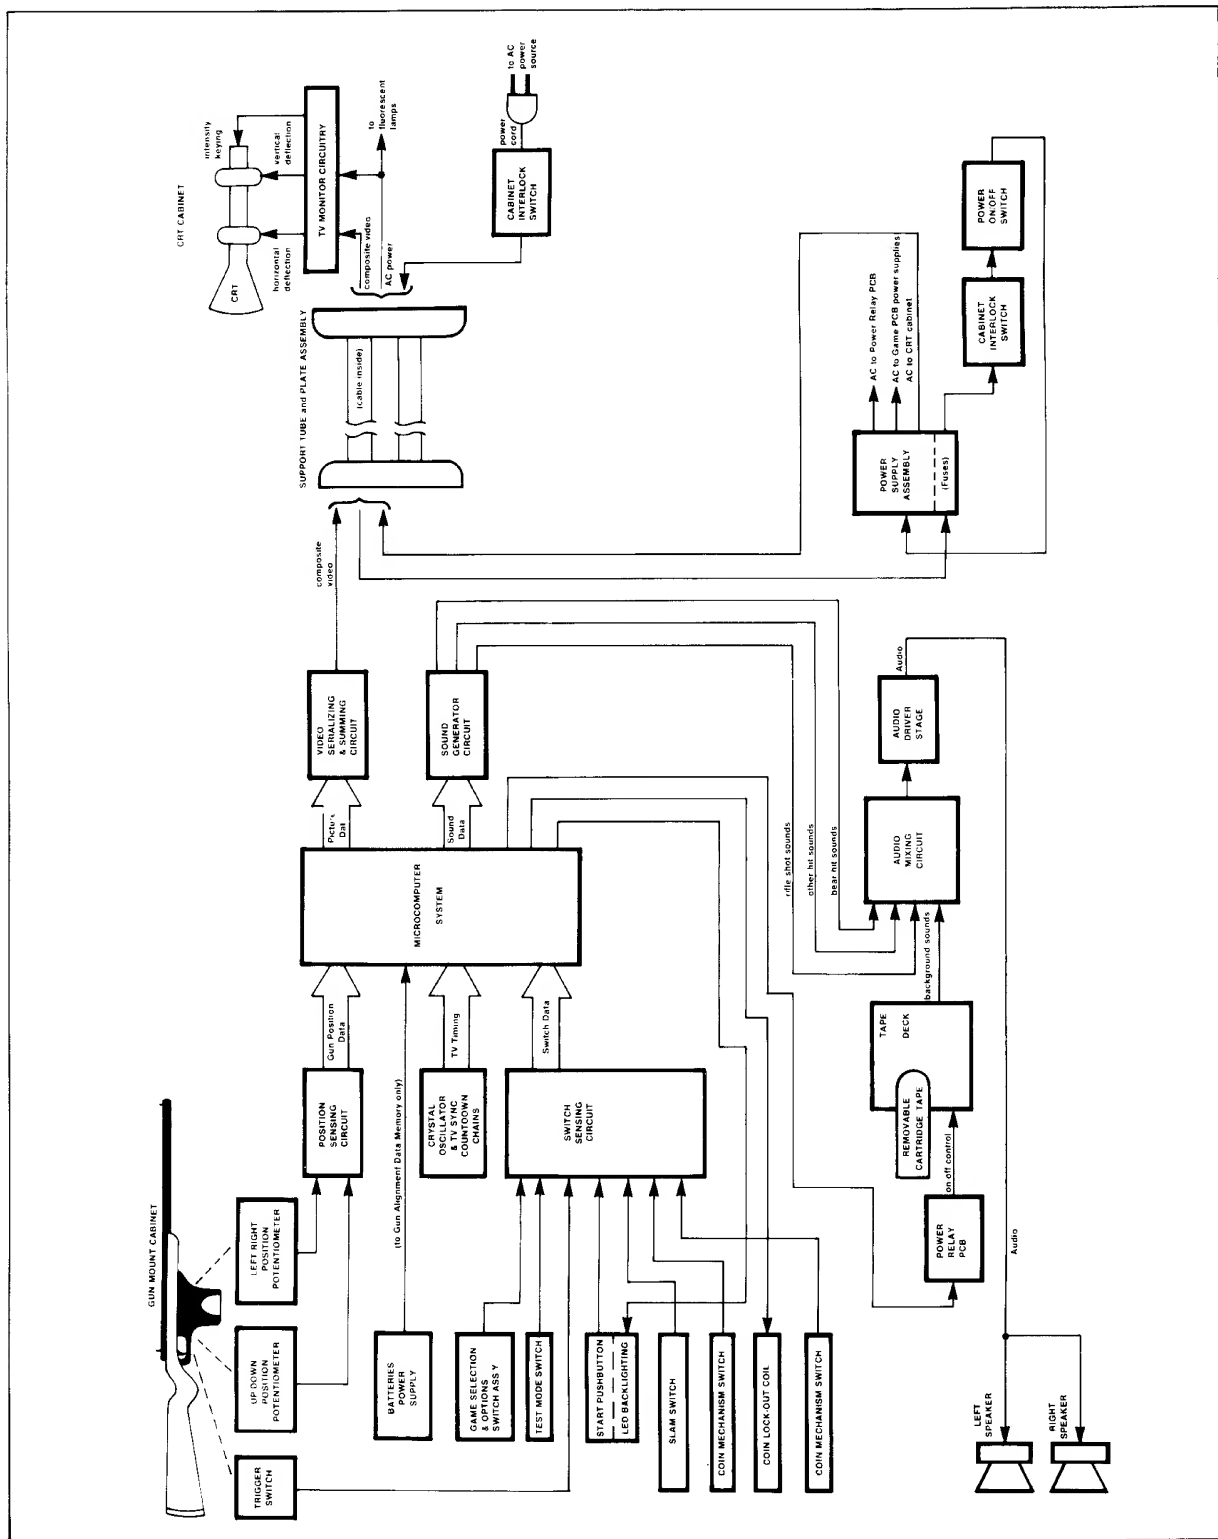 GUN MOUNT CABINET
TRIGGER
SWITCH
UP DOWN
POSITION
POTENTIOMETER
LEFT RIGHT
POSITION
POTENTIOMETER
POSITION
SENSING
CIRCUIT
Gun Position
Data
BATTERIES
POWER
SUPPLY
(to Gun Alignment Data Memory only)
CRYSTAL
OSCILLATOR
& TV SYNC
COUNTDOWN
CHAINS
TV Timing
GAME SELECTION
& OPTIONS
SWITCH ASS'Y
TEST MODE SWITCH
START PUSHBUTTON
LED BACKLIGHTING
SLAM SWITCH
COIN MECHANISM SWITCH
COIN LOCK-OUT COIL
COIN MECHANISM SWITCH
SWITCH
SENSING
CIRCUIT
Switch Data
MICROCOMPUTER
SYSTEM
Picture
Dat
Sound
Data
VIDEO
SERIALIZING
& SUMMING
CIRCUIT
composite
video
SOUND
GENERATOR
CIRCUIT
rifle shot sounds
other hit sounds
bear hit sounds
SUPPORT TUBE and PLATE ASSEMBLY
(cable inside)
CRT CABINET
CRT
intensity
keying
horizontal
deflection
vertical
deflection
TV MONITOR CIRCUITRY
composite video
AC power
to
fluorescent
lamps
CABINET
INTERLOCK
SWITCH
power
cord
to AC
power
source
POWER
SUPPLY
ASSEMBLY
(Fuses)
AC to Power Relay PCB
AC to Game PCB power supplies
AC to CRT cabinet
CABINET
INTERLOCK
SWITCH
POWER
ON/OFF
SWITCH
POWER
RELAY
PCB
on off control
REMOVABLE
CARTRIDGE TAPE
TAPE
DECK
background sounds
AUDIO
MIXING
CIRCUIT
AUDIO
DRIVER
STAGE
Audio
Audio
LEFT
SPEAKER
RIGHT
SPEAKER